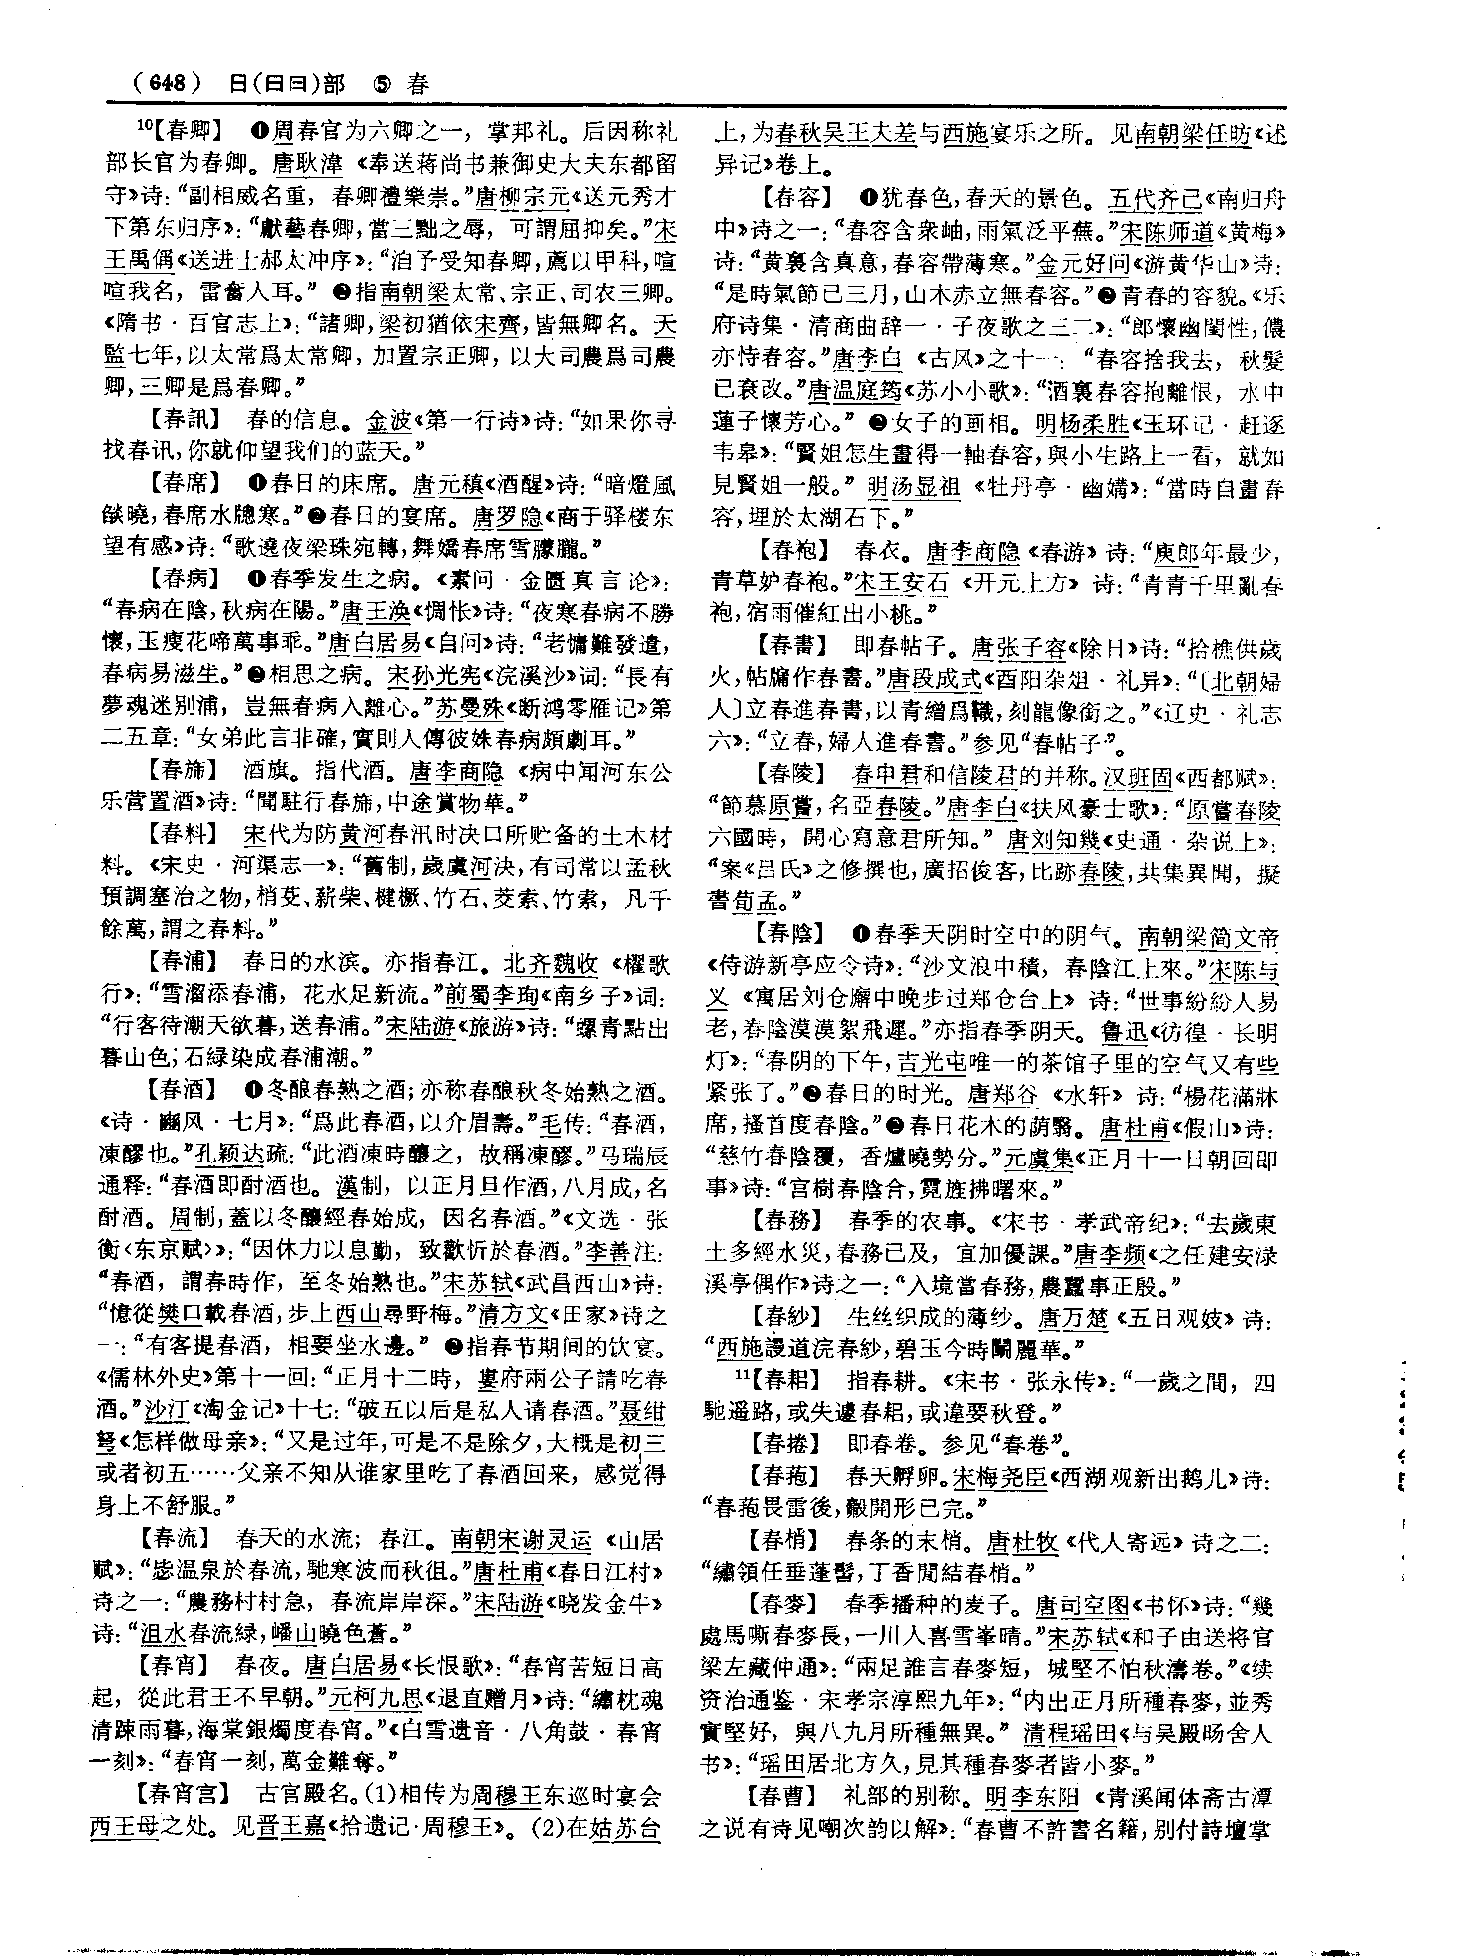 (648) 日(日曰)部 ⑤ 春
¹⁰【春卿】 ❶周春官为六卿之一，掌邦礼。后因称礼
部长官为春卿。唐耿湋《奉送蒋尚书兼御史大夫东都留
守》诗：“副相威名重，春卿禮樂崇。”唐柳宗元《送元秀才
下第东归序》：“獻藝春卿，當三黜之辱，可謂屈抑矣。”宋
王禹偁《送进士郝太冲序》：“洎予受知春卿，薦以甲科，喧
喧我名，雷奮人耳。” ❷指南朝梁太常、宗正、司农三卿。
《隋书·百官志上》：“諸卿，梁初猶依宋齊，皆無卿名。天
監七年，以太常爲太常卿，加置宗正卿，以大司農爲司農
卿，三卿是爲春卿。”
【春訊】 春的信息。金波《第一行诗》诗：“如果你寻
找春讯，你就仰望我们的蓝天。”
【春席】 ❶春日的床席。唐元稹《酒醒》诗：“暗燈風
燄曉，春席水牕寒。”❷春日的宴席。唐罗隐《商于驿楼东
望有感》诗：“歌遶夜梁珠宛轉，舞嬌春席雪朦朧。”
【春病】 ❶春季发生之病。《素问·金匮真言论》：
“春病在陰，秋病在陽。”唐王涣《惆怅》诗：“夜寒春病不勝
懷，玉瘦花啼萬事乖。”唐白居易《自问》诗：“老慵難發遣，
春病易滋生。”❷相思之病。宋孙光宪《浣溪沙》词：“長有
夢魂迷别浦，豈無春病入離心。”苏曼殊《断鸿零雁记》第
二五章：“女弟此言非確，實則人傳彼姝春病頗劇耳。”
【春斾】 酒旗。指代酒。唐李商隐《病中闻河东公
乐营置酒》诗：“聞駐行春斾，中途賞物華。”
【春料】 宋代为防黄河春汛时决口所贮备的土木材
料。《宋史·河渠志一》：“舊制，歲虞河决，有司常以孟秋
預調塞治之物，梢芟、薪柴、楗橛、竹石、茭索、竹索，凡千
餘萬，謂之春料。”
【春浦】 春日的水滨。亦指春江。北齐魏收《櫂歌
行》：“雪溜添春浦，花水足新流。”前蜀李珣《南乡子》词：
“行客待潮天欲暮，送春浦。”宋陆游《旅游》诗：“螺青點出
暮山色；石緑染成春浦潮。”
【春酒】 ❶冬酿春熟之酒；亦称春酿秋冬始熟之酒。
《诗·豳风·七月》：“爲此春酒，以介眉壽。”毛传：“春酒，
凍醪也。”孔颖达疏：“此酒凍時釀之，故稱凍醪。”马瑞辰
通释：“春酒即酎酒也。漢制，以正月旦作酒，八月成，名
酎酒。周制，蓋以冬釀經春始成，因名春酒。”《文选·张
衡〈东京赋〉》：“因休力以息勤，致歡忻於春酒。”李善注：
“春酒，謂春時作，至冬始熟也。”宋苏轼《武昌西山》诗：
“憶從樊口載春酒，步上西山尋野梅。”清方文《田家》诗之
一：“有客提春酒，相要坐水邊。” ❷指春节期间的饮宴。
《儒林外史》第十一回：“正月十二時，婁府兩公子請吃春
酒。”沙汀《淘金记》十七：“破五以后是私人请春酒。”聂绀
弩《怎样做母亲》：“又是过年，可是不是除夕，大概是初三
或者初五……父亲不知从谁家里吃了春酒回来，感觉得
身上不舒服。”
【春流】 春天的水流；春江。南朝宋谢灵运《山居
赋》：“毖温泉於春流，馳寒波而秋徂。”唐杜甫《春日江村》
诗之一：“農務村村急，春流岸岸深。”宋陆游《晓发金牛》
诗：“沮水春流緑，嶓山曉色蒼。”
【春宵】 春夜。唐白居易《长恨歌》：“春宵苦短日高
起，從此君王不早朝。”元柯九思《退直赠月》诗：“繡枕魂
清踈雨暮，海棠銀燭度春宵。”《白雪遗音·八角鼓·春宵
一刻》：“春宵一刻，萬金難奪。”
【春宵宫】 古宫殿名。(1)相传为周穆王东巡时宴会
西王母之处。见晋王嘉《拾遗记·周穆王》。(2)在姑苏台
上，为春秋吴王夫差与西施宴乐之所。见南朝梁任昉《述
异记》卷上。
【春容】 ❶犹春色，春天的景色。五代齐己《南归舟
中》诗之一：“春容含衆岫，雨氣泛平蕪。”宋陈师道《黄梅》
诗：“黄裏含真意，春容帶薄寒。”金元好问《游黄华山》诗：
“是時氣節已三月，山木赤立無春容。”❷青春的容貌。《乐
府诗集·清商曲辞一·子夜歌之三二》：“郎懷幽閨性，儂
亦恃春容。”唐李白《古风》之十一：“春容捨我去，秋髮
已衰改。”唐温庭筠《苏小小歌》：“酒裏春容抱離恨，水中
蓮子懷芳心。” ❸女子的画相。明杨柔胜《玉环记·赶逐
韦皋》：“賢姐怎生畫得一軸春容，與小生路上一看，就如
見賢姐一般。” 明汤显祖《牡丹亭·幽媾》：“當時自畫春
容，埋於太湖石下。”
【春袍】 春衣。唐李商隐《春游》诗：“庾郎年最少，
青草妒春袍。”宋王安石《开元上方》诗：“青青千里亂春
袍，宿雨催紅出小桃。”
【春書】 即春帖子。唐张子容《除日》诗：“拾樵供歲
火，帖牖作春書。”唐段成式《酉阳杂俎·礼异》：“〔北朝婦
人〕立春進春書，以青繒爲幟，刻龍像銜之。”《辽史·礼志
六》：“立春，婦人進春書。”参见“春帖子”。
【春陵】 春申君和信陵君的并称。汉班固《西都赋》：
“節慕原嘗，名亞春陵。”唐李白《扶风豪士歌》：“原嘗春陵
六國時，開心寫意君所知。” 唐刘知幾《史通·杂说上》：
“案《吕氏》之修撰也，廣招俊客，比跡春陵，共集異聞，擬
書荀孟。”
【春陰】 ❶春季天阴时空中的阴气。南朝梁简文帝
《侍游新亭应令诗》：“沙文浪中積，春陰江上來。”宋陈与
义《寓居刘仓廨中晚步过郑仓台上》诗：“世事紛紛人易
老，春陰漠漠絮飛遲。”亦指春季阴天。鲁迅《彷徨·长明
灯》：“春阴的下午，吉光屯唯一的茶馆子里的空气又有些
紧张了。”❷春日的时光。唐郑谷《水轩》诗：“楊花滿牀
席，搔首度春陰。”❸春日花木的荫翳。唐杜甫《假山》诗：
“慈竹春陰覆，香爐曉勢分。”元虞集《正月十一日朝回即
事》诗：“宫樹春陰合，霓旌拂曙來。”
【春務】 春季的农事。《宋书·孝武帝纪》：“去歲東
土多經水災，春務已及，宜加優課。”唐李频《之任建安渌
溪亭偶作》诗之一：“入境當春務，農蠶事正殷。”
【春紗】 生丝织成的薄纱。唐万楚《五日观妓》诗：
“西施謾道浣春紗，碧玉今時鬭麗華。”
¹¹【春耜】 指春耕。《宋书·张永传》：“一歲之間，四
馳遥路，或失遽春耜，或違要秋登。”
【春捲】 即春卷。参见“春卷”。
【春菢】 春天孵卵。宋梅尧臣《西湖观新出鹅儿》诗：
“春菢畏雷後，㲉開形已完。”
【春梢】 春条的末梢。唐杜牧《代人寄远》诗之二：
“繡領任垂蓬髻，丁香閒結春梢。”
【春麥】 春季播种的麦子。唐司空图《书怀》诗：“幾
處馬嘶春麥長，一川人喜雪峯晴。”宋苏轼《和子由送将官
梁左藏仲通》：“兩足誰言春麥短，城堅不怕秋濤卷。”《续
资治通鉴·宋孝宗淳熙九年》：“内出正月所種春麥，並秀
實堅好，與八九月所種無異。” 清程瑶田《与吴殿旸舍人
书》：“瑶田居北方久，見其種春麥者皆小麥。”
【春曹】 礼部的别称。明李东阳《青溪闻体斋古潭
之说有诗见嘲次韵以解》：“春曹不許書名籍，别付詩壇掌